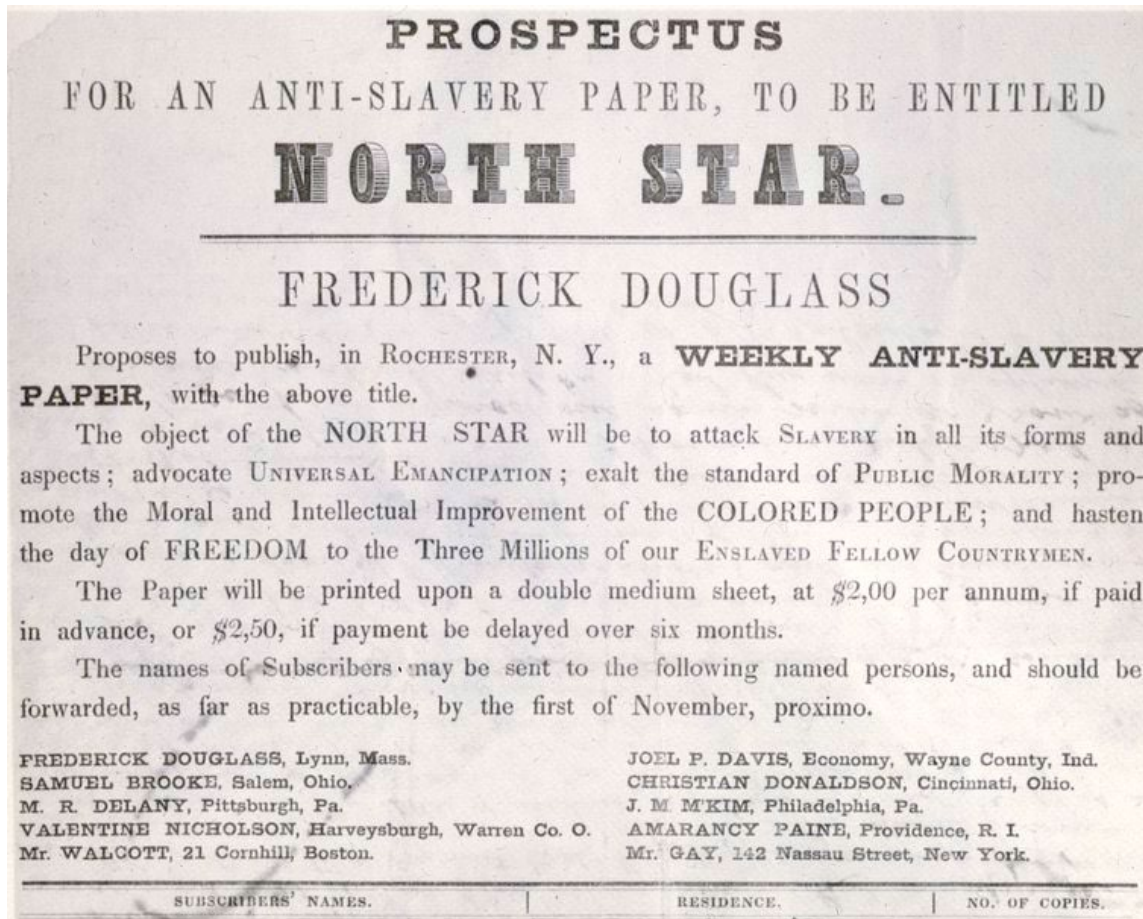 PROSPECTUS
FOR AN ANTI-SLAVERY PAPER, TO BE ENTITLED
NORTH STAR.
FREDERICK DOUGLASS
Proposes to publish, in ROCHESTER, N. Y., a WEEKLY ANTI-SLAVERY
PAPER, with the above title.
The object of the NORTH STAR will be to attack SLAVERY in all its forms and
aspects; advocate UNIVERSAL EMANCIPATION; exalt the standard of PUBLIC MORALITY; pro-
mote the Moral and Intellectual Improvement of the COLORED PEOPLE; and hasten
the day of FREEDOM to the Three Millions of our ENSLAVED FELLOW COUNTRYMEN.
The Paper will be printed upon a double medium sheet, at $2,00 per annum, if paid
in advance, or $2,50, if payment be delayed over six months.
The names of Subscribers may be sent to the following named persons, and should be
forwarded, as far as practicable, by the first of November, proximo.
FREDERICK DOUGLASS, Lynn, Mass.
SAMUEL BROOKE, Salem, Ohio.
M. R. DELANY, Pittsburgh, Pa.
VALENTINE NICHOLSON, Harveysburgh, Warren Co. O.
Mr. WALCOTT, 21 Cornhill, Boston.
JOEL P. DAVIS, Economy, Wayne County, Ind.
CHRISTIAN DONALDSON, Cincinnati, Ohio.
J. M M'KIM, Philadelphia, Pa.
AMARANCY PAINE, Providence, R. I.
Mr. GAY, 142 Nassau Street, New York.
SUBSCRIBERS' NAMES. RESIDENCE. NO. OF COPIES.